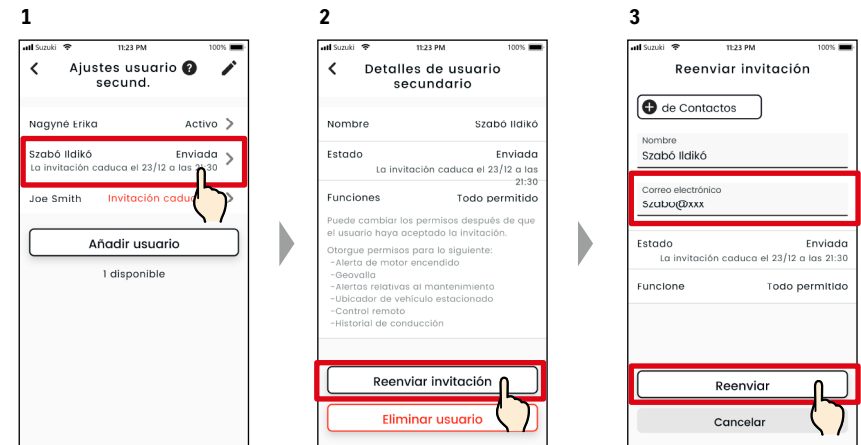 1
Suzuki 11:23 PM 100%
Ajustes usuario ?
secund.
Nagyné Erika Activo
Szabó Ildikó Enviada
La invitación caduca el 23/12 a las 21:30
Joe Smith Invitación caduc
Añadir usuario
1 disponible
2
Suzuki 11:23 PM 100%
Detalles de usuario
secundario
Nombre Szabó Ildikó
Estado Enviada
La invitación caduca el 23/12 a las
21:30
Funciones Todo permitido
Puede cambiar los permisos después de que
el usuario haya aceptado la invitación.
Otorgue permisos para lo siguiente:
-Alerta de motor encendido
-Geovalla
-Alertas relativas al mantenimiento
-Ubicador de vehículo estacionado
-Control remoto
-Historial de conducción
Reenviar invitación
Eliminar usuario
3
Suzuki 11:23 PM 100%
Reenviar invitación
de Contactos
Nombre
Szabó Ildikó
Correo electrónico
Szabo@xxx
Estado Enviada
La invitación caduca el 23/12 a las 21:30
Funcione Todo permitido
Reenviar
Cancelar